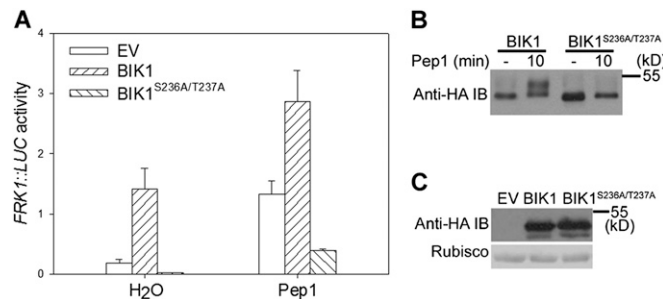 A
FRK1::LUC activity
4
3
2
1
0
EV
BIK1
BIK1S236A/T237A
H2O
Pep1
B
BIK1 BIK1S236A/T237A
Pep1 (min) - 10 - 10 (kD)
55
Anti-HA IB
C
EV BIK1 BIK1S236A/T237A
55
Anti-HA IB (kD)
Rubisco